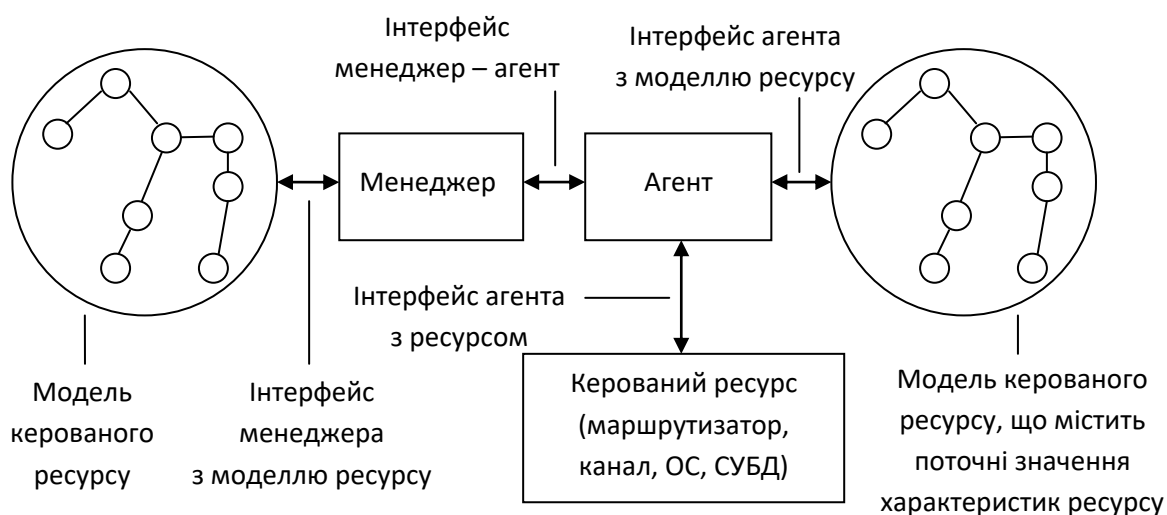 Інтерфейс
менеджер – агент
Інтерфейс агента
з моделлю ресурсу
Менеджер
Агент
Інтерфейс агента
з ресурсом
Модель
керованого
ресурсу
Інтерфейс
менеджера
з моделлю ресурсу
Керований ресурс
(маршрутизатор,
канал, ОС, СУБД)
Модель керованого
ресурсу, що містить
поточні значення
характеристик ресурсу